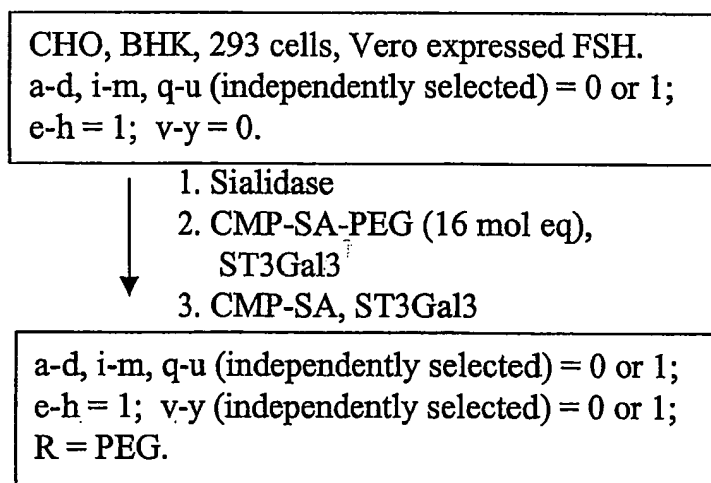 CHO, BHK, 293 cells, Vero expressed FSH.
a-d, i-m, q-u (independently selected) = 0 or 1;
e-h = 1; v-y = 0.
1. Sialidase
2. CMP-SA-PEG (16 mol eq),
ST3Gal3
3. CMP-SA, ST3Gal3
a-d, i-m, q-u (independently selected) = 0 or 1;
e-h = 1; v-y (independently selected) = 0 or 1;
R = PEG.